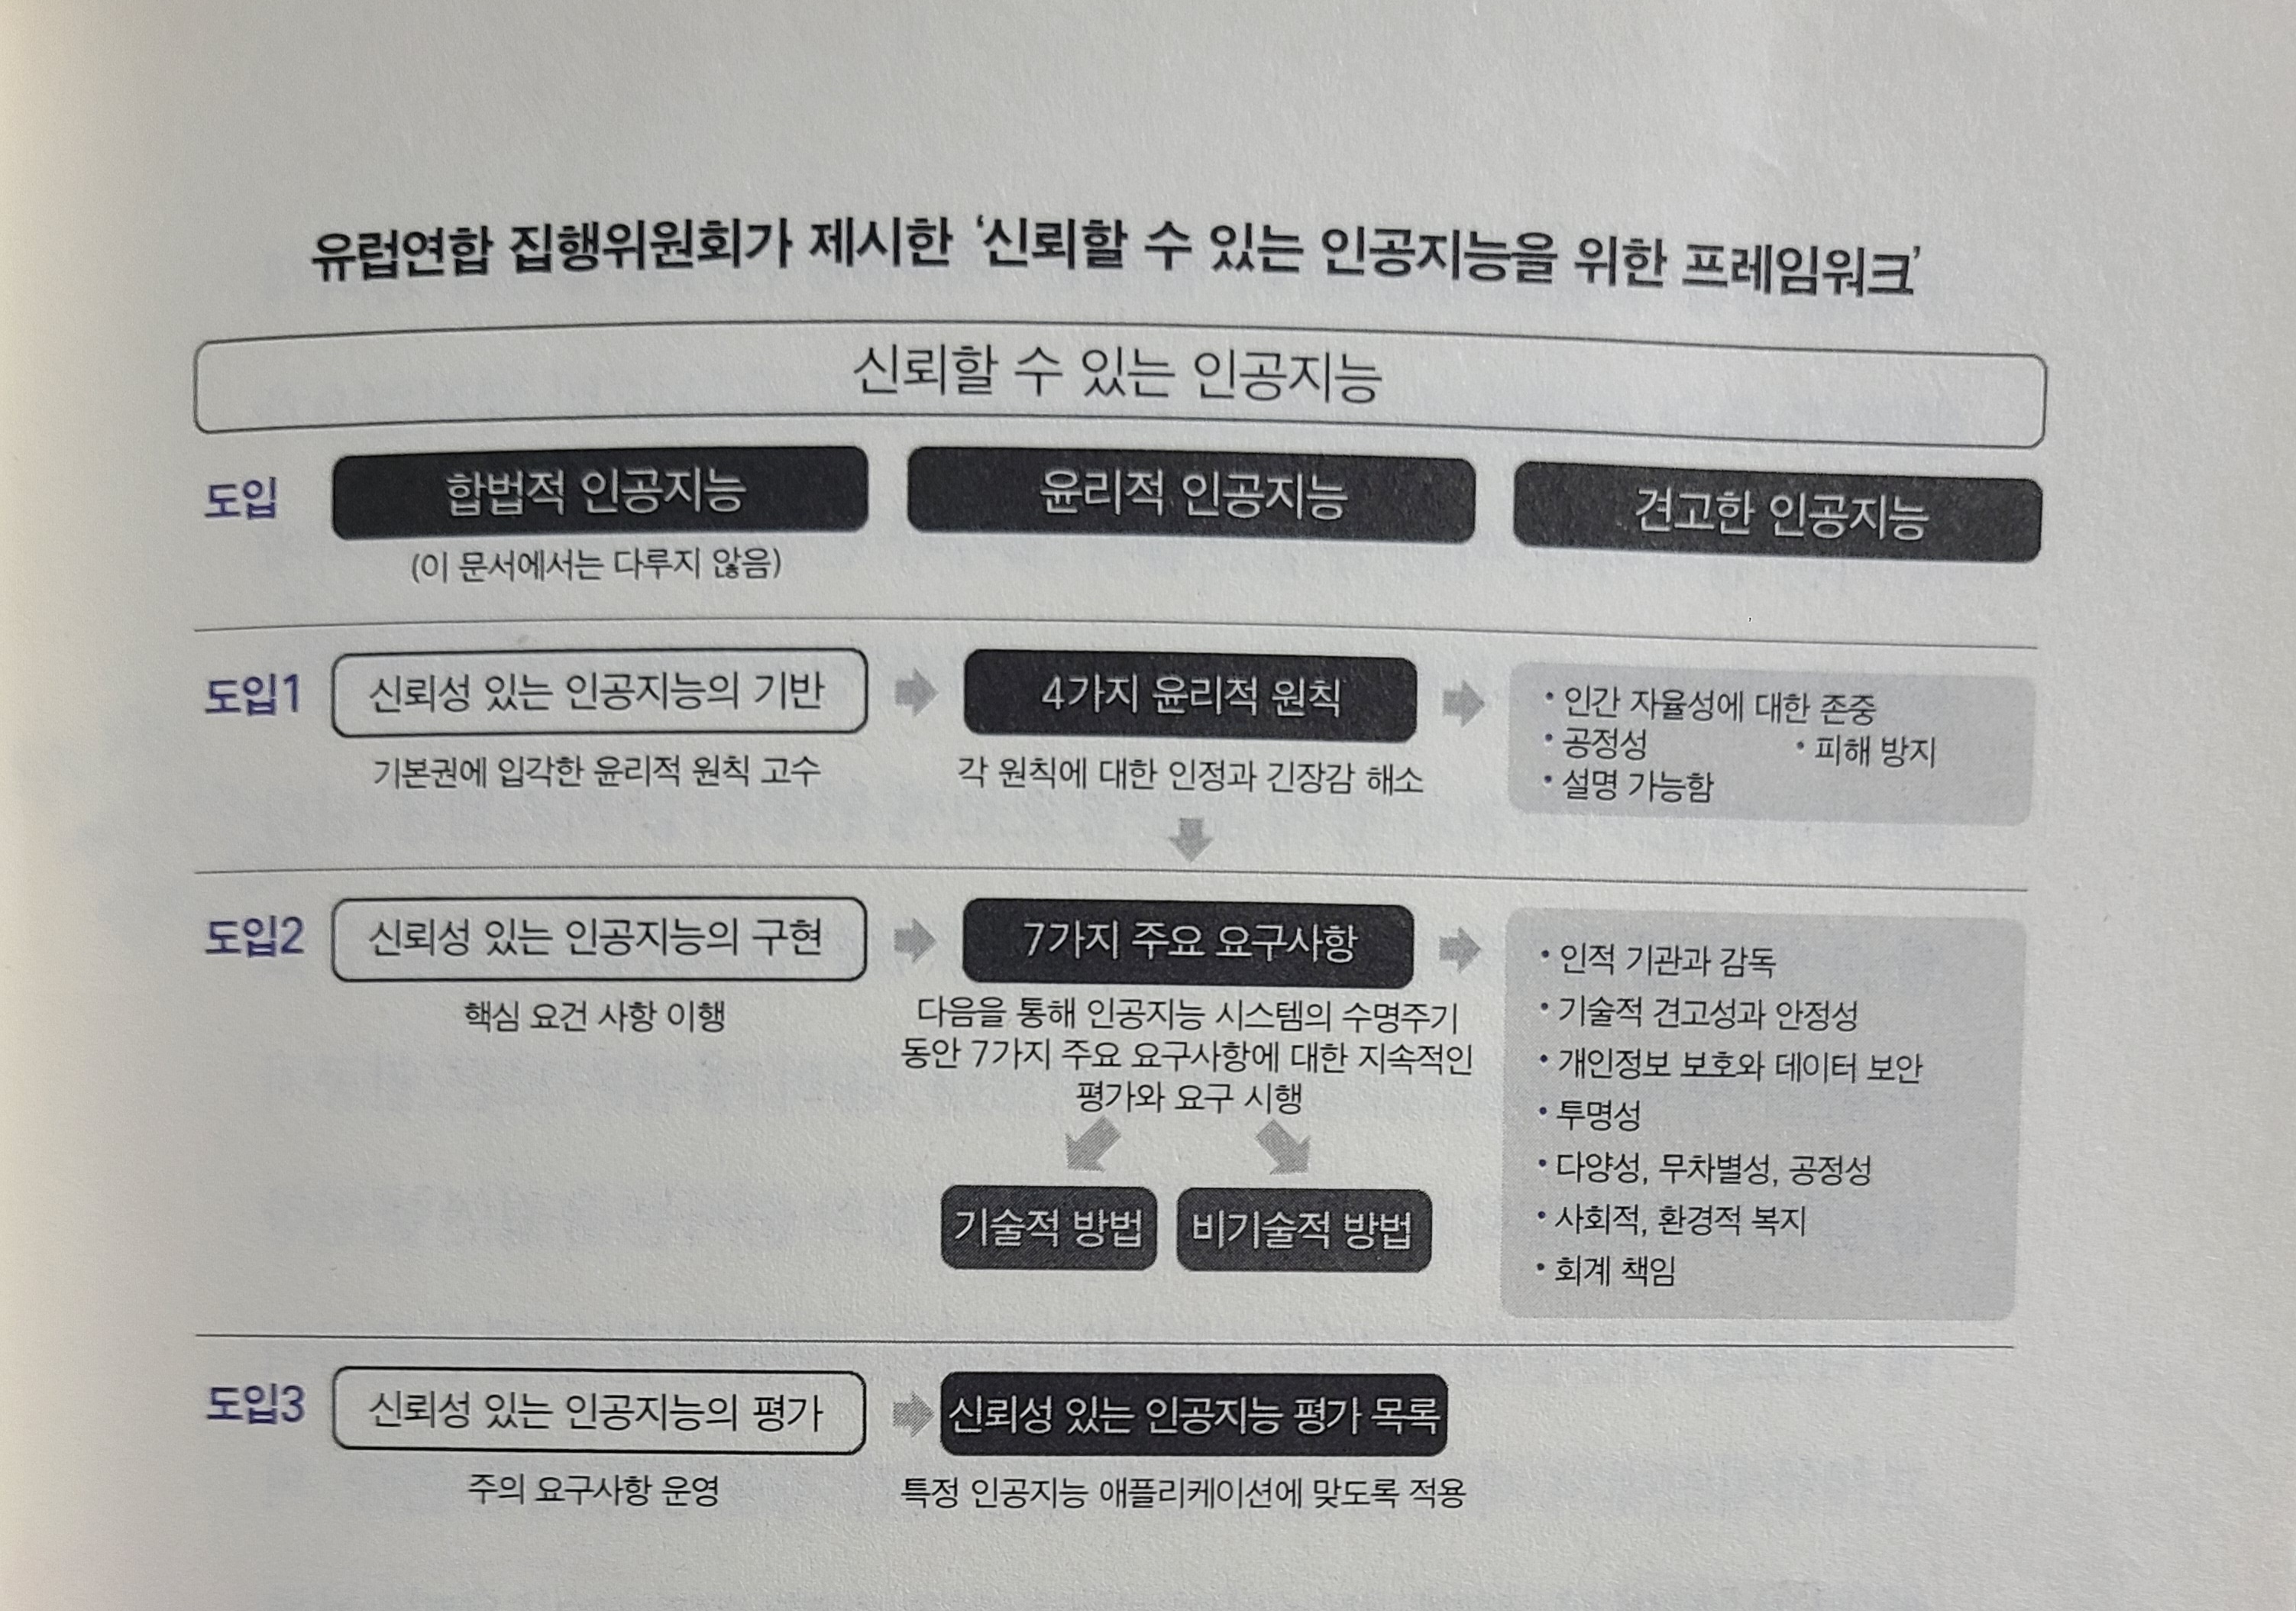 유럽연합 집행위원회가 제시한 ‘신뢰할 수 있는 인공지능을 위한 프레임워크’
신뢰할 수 있는 인공지능
도입
합법적 인공지능
윤리적 인공지능
견고한 인공지능
(이 문서에서는 다루지 않음)
도입1
신뢰성 있는 인공지능의 기반
기본권에 입각한 윤리적 원칙 고수
4가지 윤리적 원칙
각 원칙에 대한 인정과 긴장감 해소
• 인간 자율성에 대한 존중
• 공정성 • 피해 방지
• 설명 가능함
도입2
신뢰성 있는 인공지능의 구현
핵심 요건 사항 이행
7가지 주요 요구사항
다음을 통해 인공지능 시스템의 수명주기
동안 7가지 주요 요구사항에 대한 지속적인
평가와 요구 시행
기술적 방법
비기술적 방법
• 인적 기관과 감독
• 기술적 견고성과 안정성
• 개인정보 보호와 데이터 보안
• 투명성
• 다양성, 무차별성, 공정성
• 사회적, 환경적 복지
• 회계 책임
도입3
신뢰성 있는 인공지능의 평가
주의 요구사항 운영
신뢰성 있는 인공지능 평가 목록
특정 인공지능 애플리케이션에 맞도록 적용